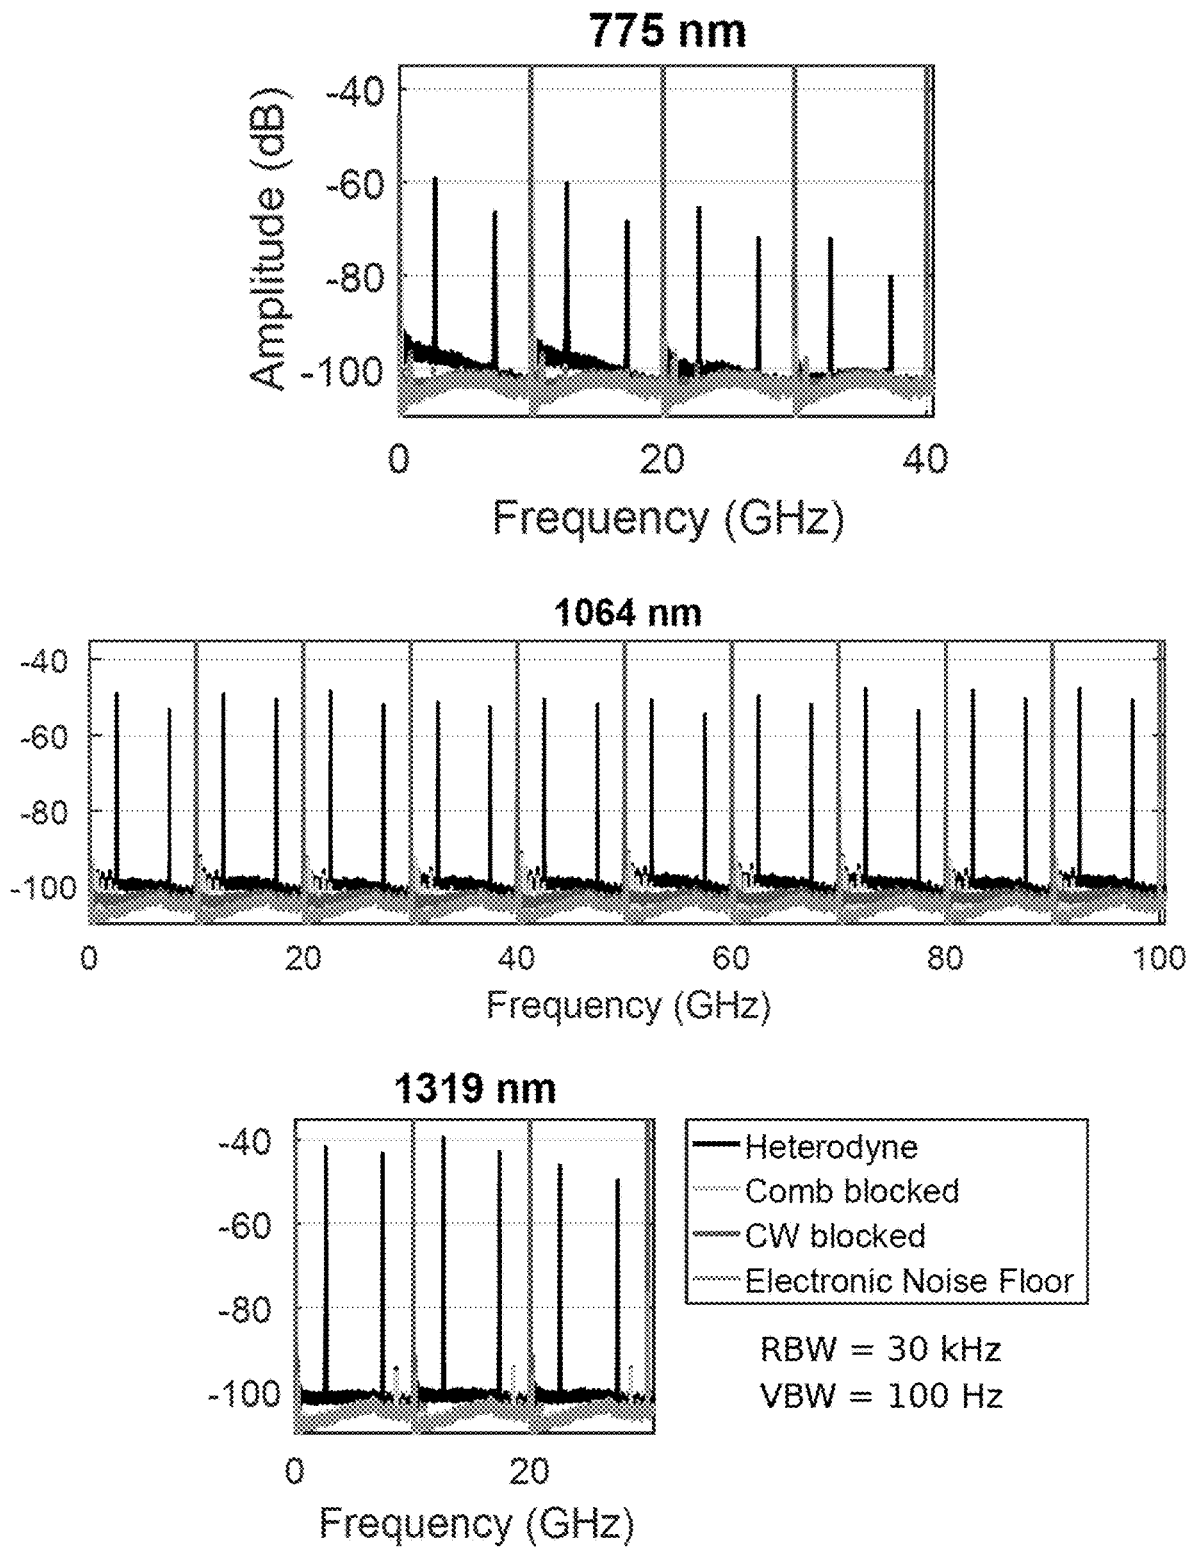 775 nm
Amplitude (dB)
-40
-60
-80
-100
0 20 40
Frequency (GHz)
1064 nm
-40
-60
-80
-100
0 20 40 60 80 100
Frequency (GHz)
1319 nm
-40
-60
-80
-100
0 20
Frequency (GHz)
Heterodyne
Comb blocked
CW blocked
Electronic Noise Floor
RBW = 30 kHz
VBW = 100 Hz